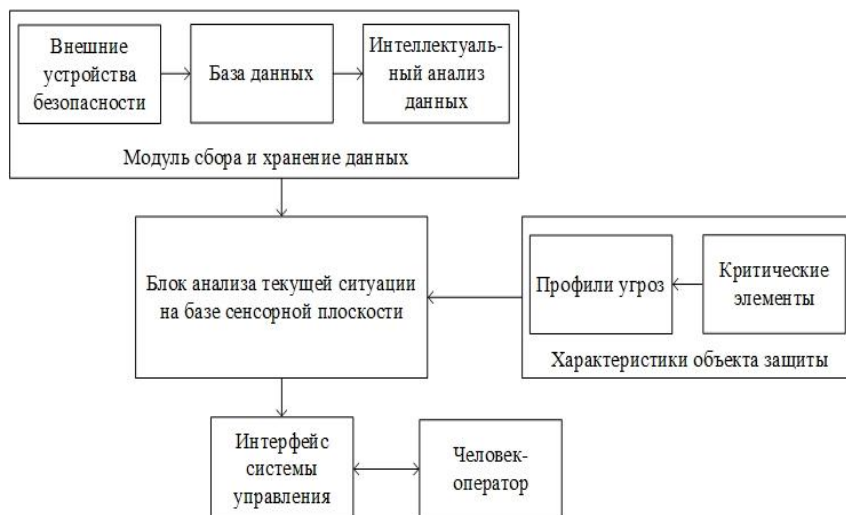 Внешние
устройства
безопасности
База данных
Интеллектуаль-
ный анализ
данных
Модуль сбора и хранение данных
Блок анализа текущей ситуации
на базе сенсорной плоскости
Профили угроз
Критические
элементы
Характеристики объекта защиты
Интерфейс
системы
управления
Человек-
оператор